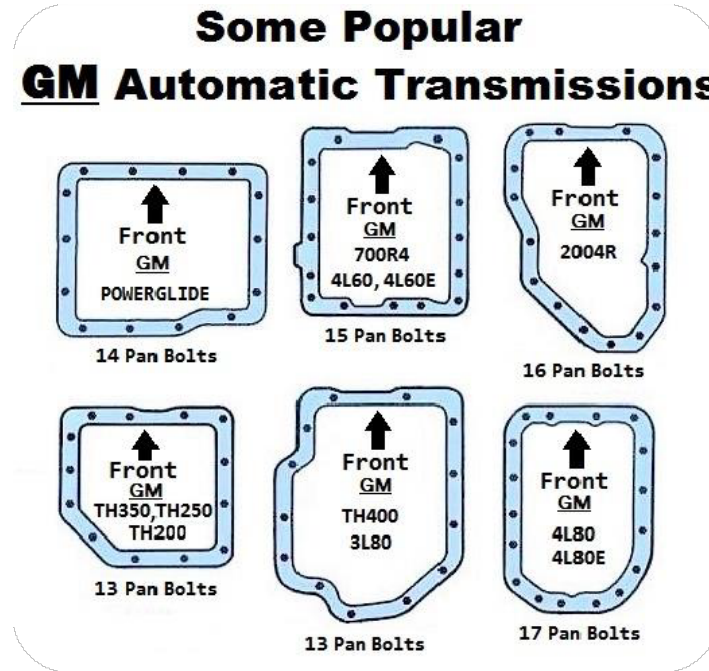 Some Popular
GM Automatic Transmissions
Front
GM
POWERGLIDE
14 Pan Bolts
Front
GM
700R4
4L60, 4L60E
15 Pan Bolts
Front
GM
2004R
16 Pan Bolts
Front
GM
TH350,TH250
TH200
13 Pan Bolts
Front
GM
TH400
3L80
13 Pan Bolts
Front
GM
4L80
4L80E
17 Pan Bolts